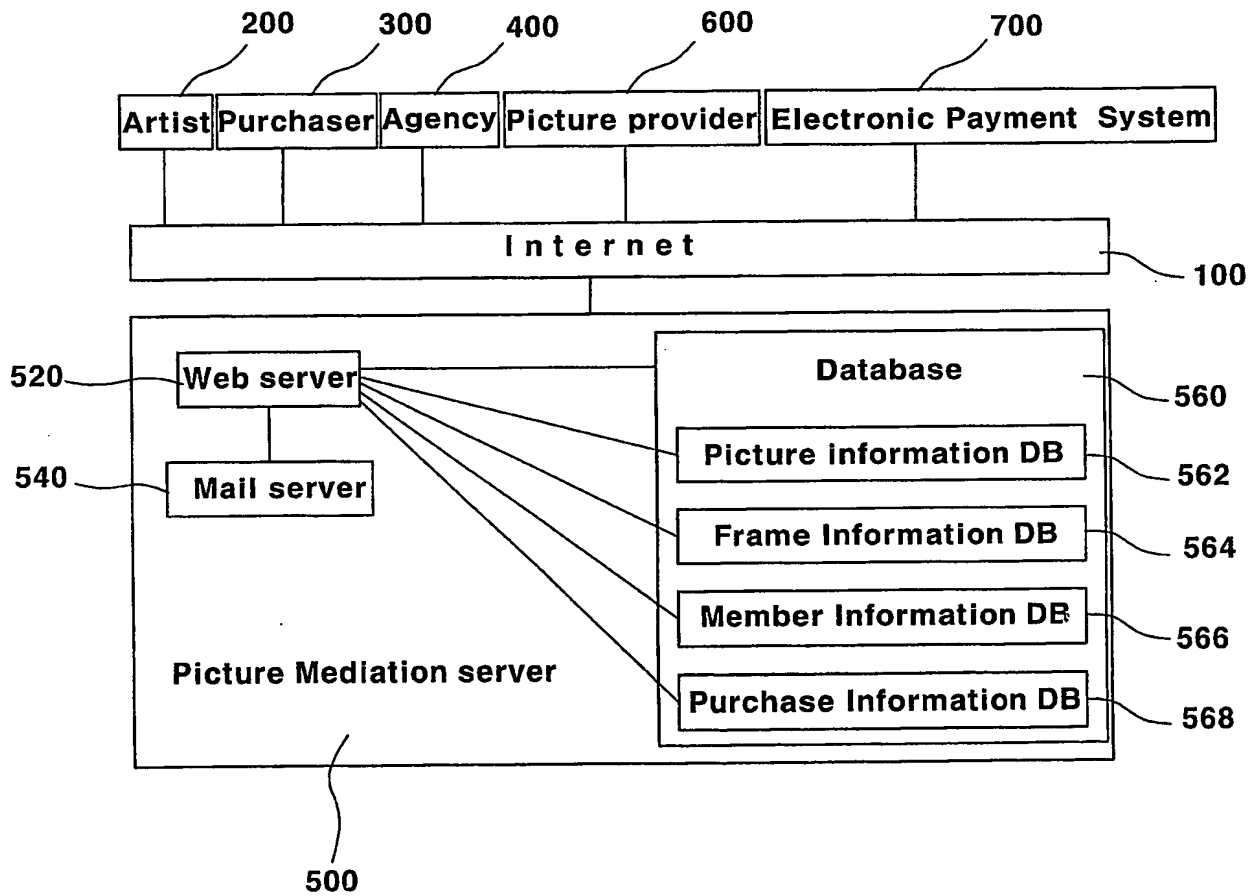 200 300 400 600 700
Artist Purchaser Agency Picture provider Electronic Payment System
Internet
100
520 Web server Database
560
Picture information DB
562
540 Mail server
Frame Information DB
564
Member Information DB
566
Picture Mediation server
Purchase Information DB
568
500